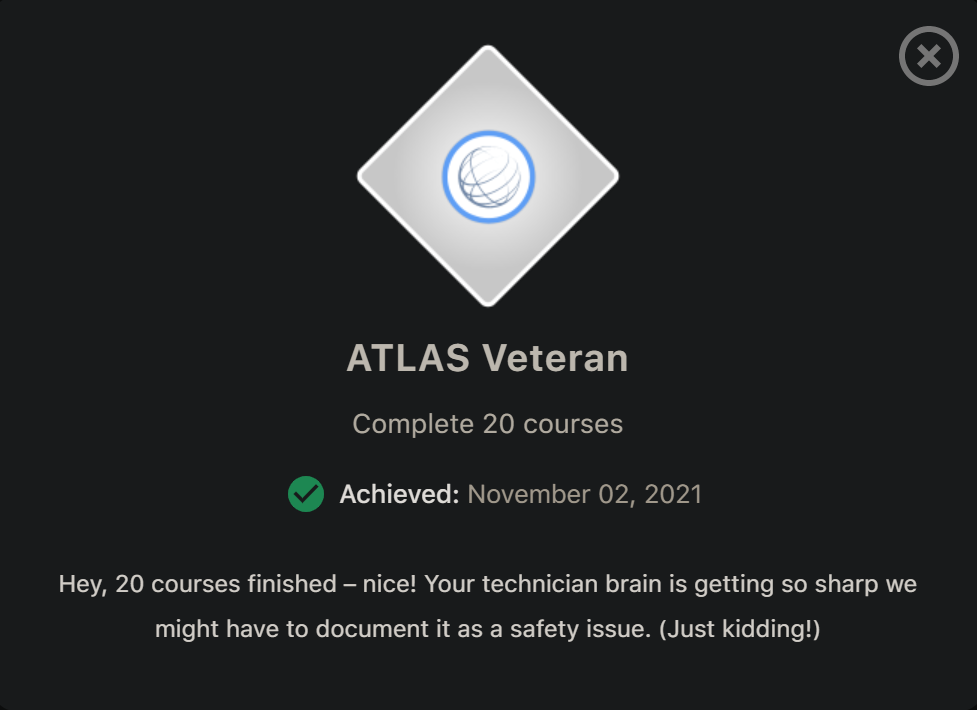 ATLAS Veteran
Complete 20 courses
Achieved: November 02, 2021
Hey, 20 courses finished – nice! Your technician brain is getting so sharp we
might have to document it as a safety issue. (Just kidding!)